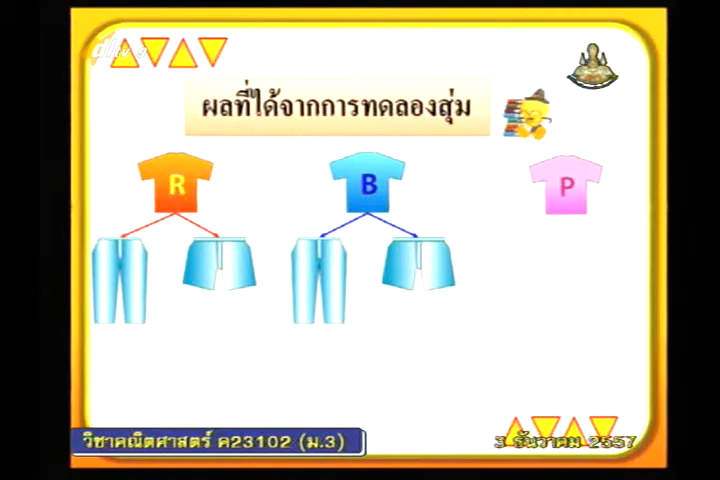 dltv 9
ผลที่ได้จากการทดลองสุ่ม
R B P
วิชาคณิตศาสตร์ ค23102 (ม.3)
3 ธันวาคม 2557